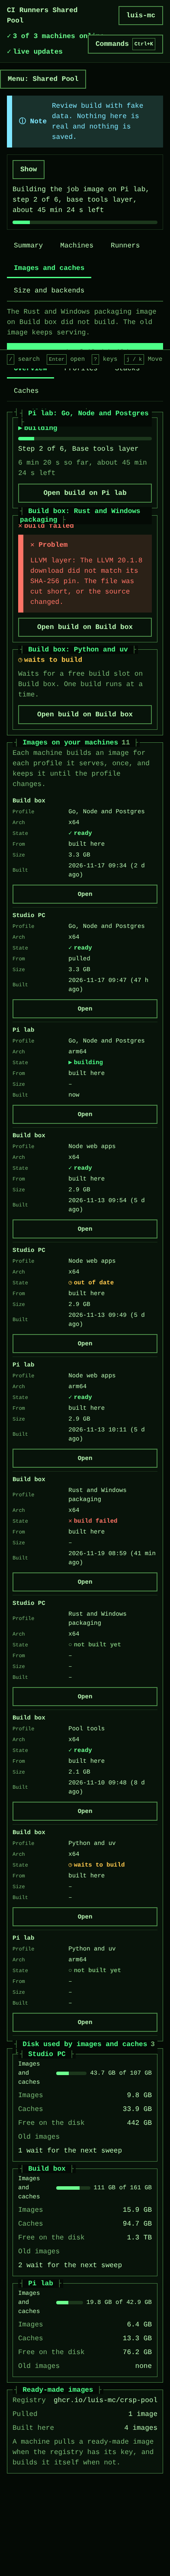 CI Runners Shared
Pool
luis-mc
✓ 3 of 3 machines onli
✓ live updates
Commands Ctrl+K
Menu: Shared Pool
ⓘ Note
Review build with fake
data. Nothing here is
real and nothing is
saved.
Show
Building the job image on Pi lab,
step 2 of 6, base tools layer,
about 45 min 24 s left
Summary Machines Runners
Images and caches
Size and backends
The Rust and Windows packaging image
on Build box did not build. The old
image keeps serving.
/ search Enter open ? keys j / k Move
Overview Profiles Stacks
Caches
Pi lab: Go, Node and Postgres
▶ building
Step 2 of 6, Base tools layer
6 min 20 s so far, about 45 min
24 s left
Open build on Pi lab
Build box: Rust and Windows
packaging
✕ build failed
✕ Problem
LLVM layer: The LLVM 20.1.8
download did not match its
SHA-256 pin. The file was
cut short, or the source
changed.
Open build on Build box
Build box: Python and uv
◷ waits to build
Waits for a free build slot on
Build box. One build runs at a
time.
Open build on Build box
Images on your machines 11
Each machine builds an image for
each profile it serves, once, and
keeps it until the profile
changes.
Build box
Profile Go, Node and Postgres
Arch x64
State ✓ ready
From built here
Size 3.3 GB
Built 2026-11-17 09:34 (2 d
ago)
Open
Studio PC
Profile Go, Node and Postgres
Arch x64
State ✓ ready
From pulled
Size 3.3 GB
Built 2026-11-17 09:47 (47 h
ago)
Open
Pi lab
Profile Go, Node and Postgres
Arch arm64
State ▶ building
From built here
Size –
Built now
Open
Build box
Profile Node web apps
Arch x64
State ✓ ready
From built here
Size 2.9 GB
Built 2026-11-13 09:54 (5 d
ago)
Open
Studio PC
Profile Node web apps
Arch x64
State ◷ out of date
From built here
Size 2.9 GB
Built 2026-11-13 09:49 (5 d
ago)
Open
Pi lab
Profile Node web apps
Arch arm64
State ✓ ready
From built here
Size 2.9 GB
Built 2026-11-13 10:11 (5 d
ago)
Open
Build box
Profile Rust and Windows
packaging
Arch x64
State ✕ build failed
From built here
Size –
Built 2026-11-19 08:59 (41 min
ago)
Open
Studio PC
Profile Rust and Windows
packaging
Arch x64
State ○ not built yet
From –
Size –
Built –
Open
Build box
Profile Pool tools
Arch x64
State ✓ ready
From built here
Size 2.1 GB
Built 2026-11-10 09:48 (8 d
ago)
Open
Build box
Profile Python and uv
Arch x64
State ◷ waits to build
From built here
Size –
Built –
Open
Pi lab
Profile Python and uv
Arch arm64
State ○ not built yet
From –
Size –
Built –
Open
Disk used by images and caches 3
Studio PC
Images
and
caches
43.7 GB of 107 GB
Images 9.8 GB
Caches 33.9 GB
Free on the disk 442 GB
Old images
1 wait for the next sweep
Build box
Images
and
caches
111 GB of 161 GB
Images 15.9 GB
Caches 94.7 GB
Free on the disk 1.3 TB
Old images
2 wait for the next sweep
Pi lab
Images
and
caches
19.8 GB of 42.9 GB
Images 6.4 GB
Caches 13.3 GB
Free on the disk 76.2 GB
Old images none
Ready-made images
Registry ghcr.io/luis-mc/crsp-pool
Pulled 1 image
Built here 4 images
A machine pulls a ready-made image
when the registry has its key, and
builds it itself when not.